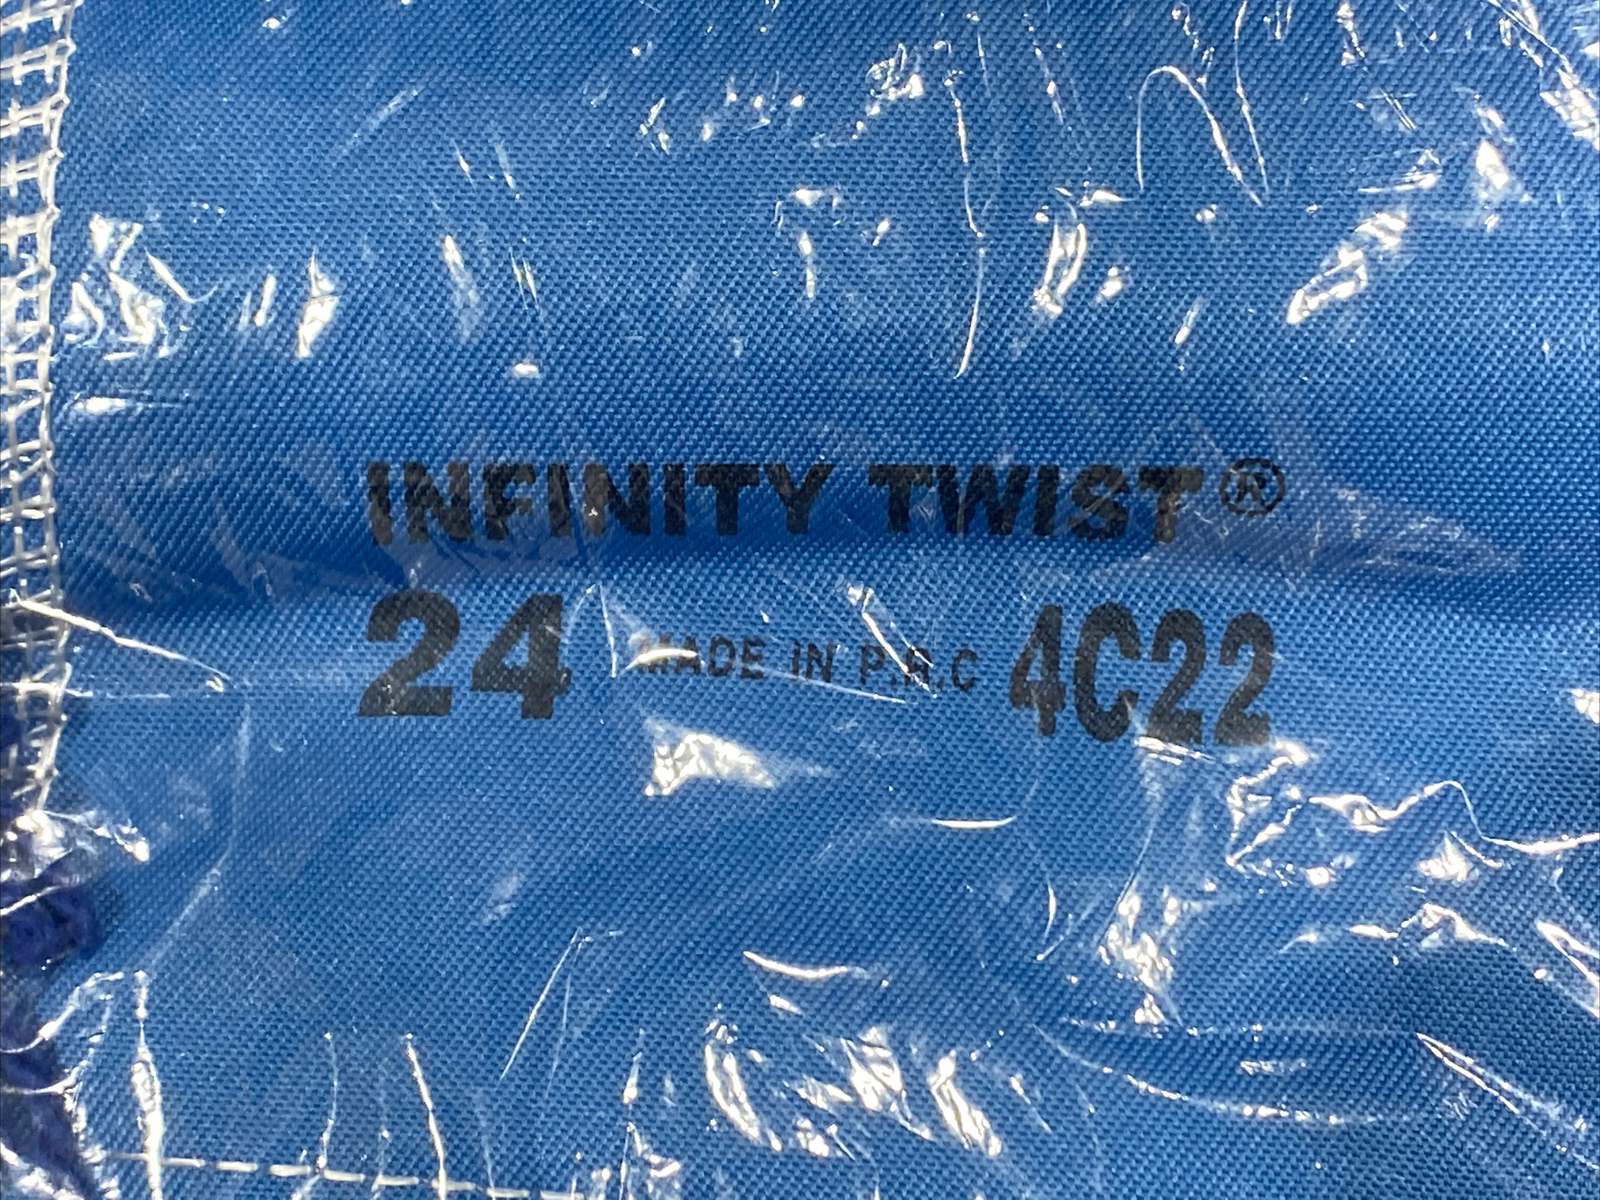 INFINITY TWIST®
24 MADE IN P.R.C 4C22